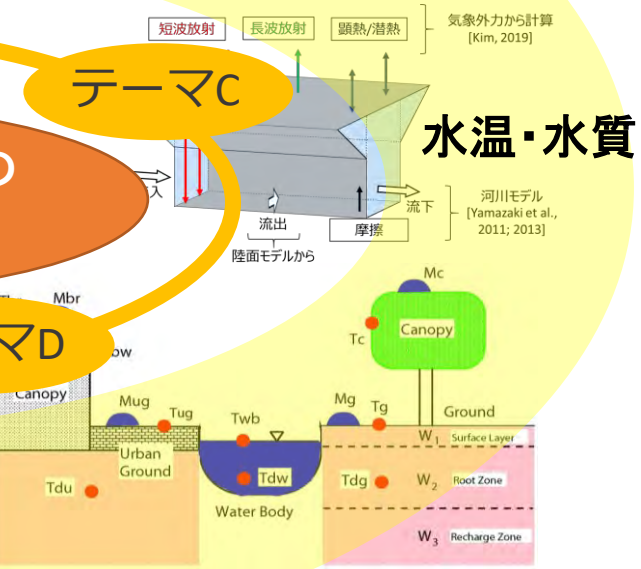 短波放射
長波放射
顕熱/潜熱
気象外力から計算
[Kim, 2019]
テーマC
水温・水質
入
流出
陸面モデルから
摩擦
流下
河川モデル
[Yamazaki et al.,
2011; 2013]
Mbr
マD
bw
Canopy
Mug
Tug
Urban
Ground
Tdu
Twb
Tdw
Water Body
Mc
Tc
Canopy
Mg
Tg
Ground
W1 Surface Layer
Tdg
W2 Root Zone
W3 Recharge Zone